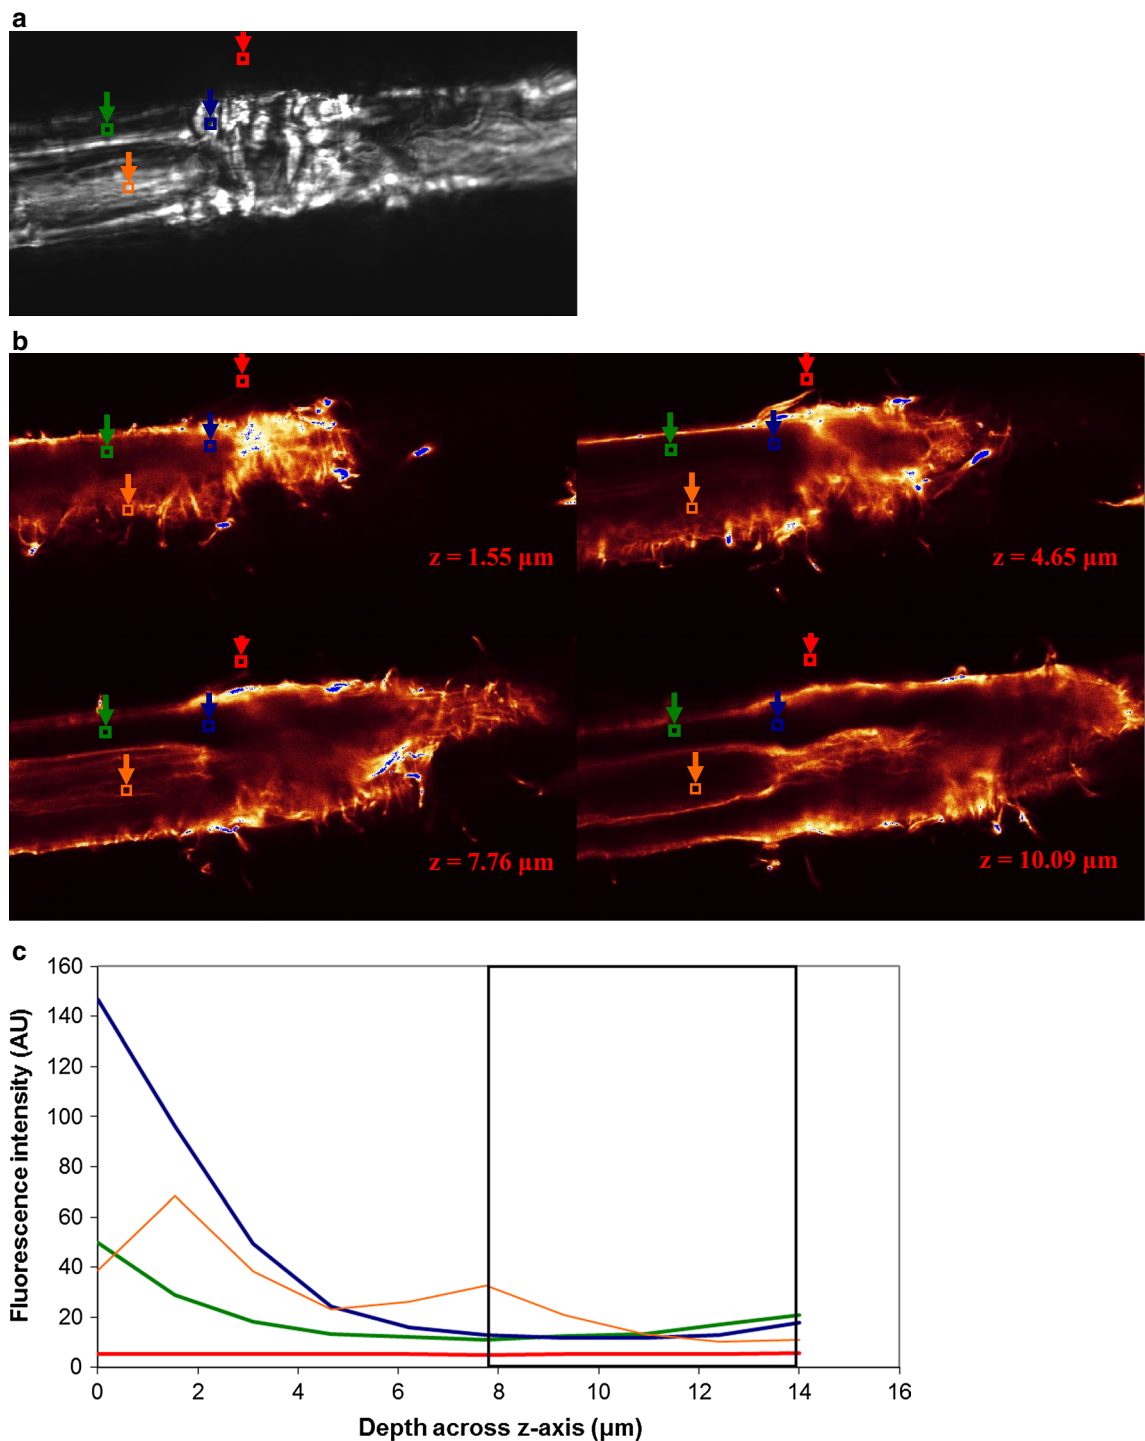 a
b
z = 1.55 µm
z = 4.65 µm
z = 7.76 µm
z = 10.09 µm
c
Fluorescence intensity (AU)
160
140
120
100
80
60
40
20
0
0 2 4 6 8 10 12 14 16
Depth across z-axis (µm)